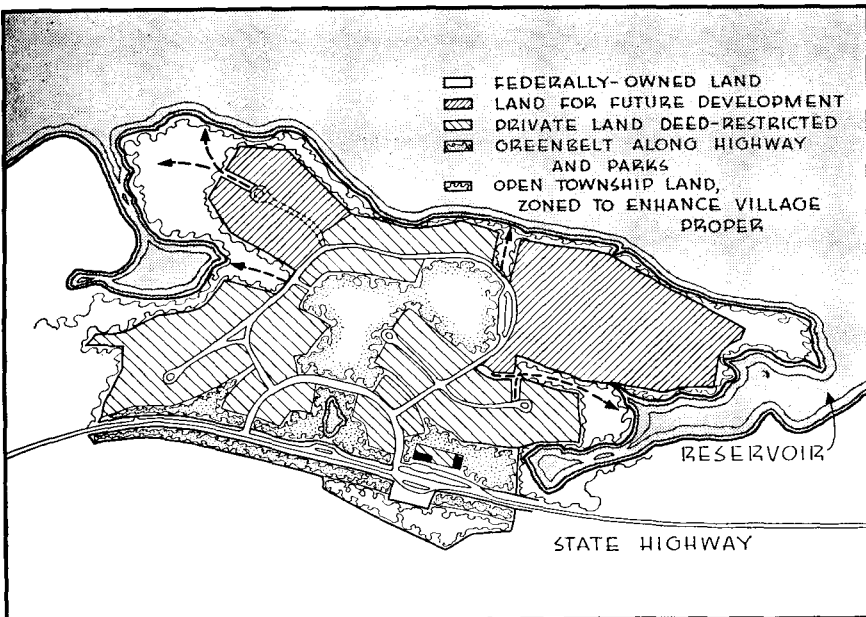 FEDERALLY-OWNED LAND
LAND FOR FUTURE DEVELOPMENT
PRIVATE LAND DEED-RESTRICTED
GREENBELT ALONG HIGHWAY
AND PARKS
OPEN TOWNSHIP LAND,
ZONED TO ENHANCE VILLAGE
PROPER
RESERVOIR
STATE HIGHWAY